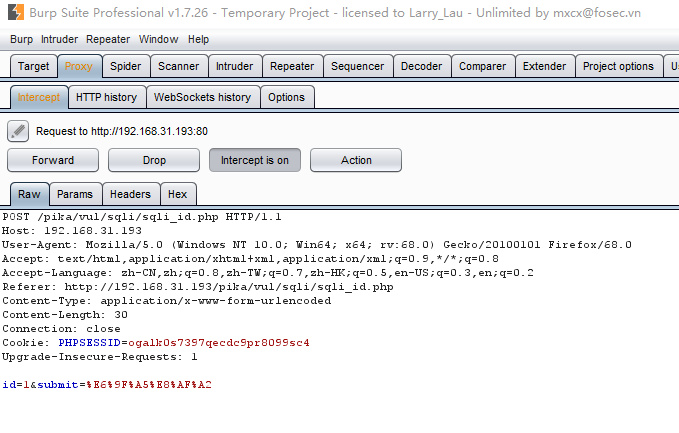 Burp Suite Professional v1.7.26 - Temporary Project - licensed to Larry_Lau - Unlimited by mxcx@fosec.vn
Burp Intruder Repeater Window Help
Target Proxy Spider Scanner Intruder Repeater Sequencer Decoder Comparer Extender Project options Us
Intercept HTTP history WebSockets history Options
Request to http://192.168.31.193:80
Forward Drop Intercept is on Action
Raw Params Headers Hex
POST /pika/vul/sqli/sqli_id.php HTTP/1.1
Host: 192.168.31.193
User-Agent: Mozilla/5.0 (Windows NT 10.0; Win64; x64; rv:68.0) Gecko/20100101 Firefox/68.0
Accept: text/html,application/xhtml+xml,application/xml;q=0.9,*/*;q=0.8
Accept-Language: zh-CN,zh;q=0.8,zh-TW;q=0.7,zh-HK;q=0.5,en-US;q=0.3,en;q=0.2
Referer: http://192.168.31.193/pika/vul/sqli/sqli_id.php
Content-Type: application/x-www-form-urlencoded
Content-Length: 30
Connection: close
Cookie: PHPSESSID=ogalk0s7397qecdc9pr8099sc4
Upgrade-Insecure-Requests: 1
id=1&submit=%E6%9F%A5%E8%AF%A2